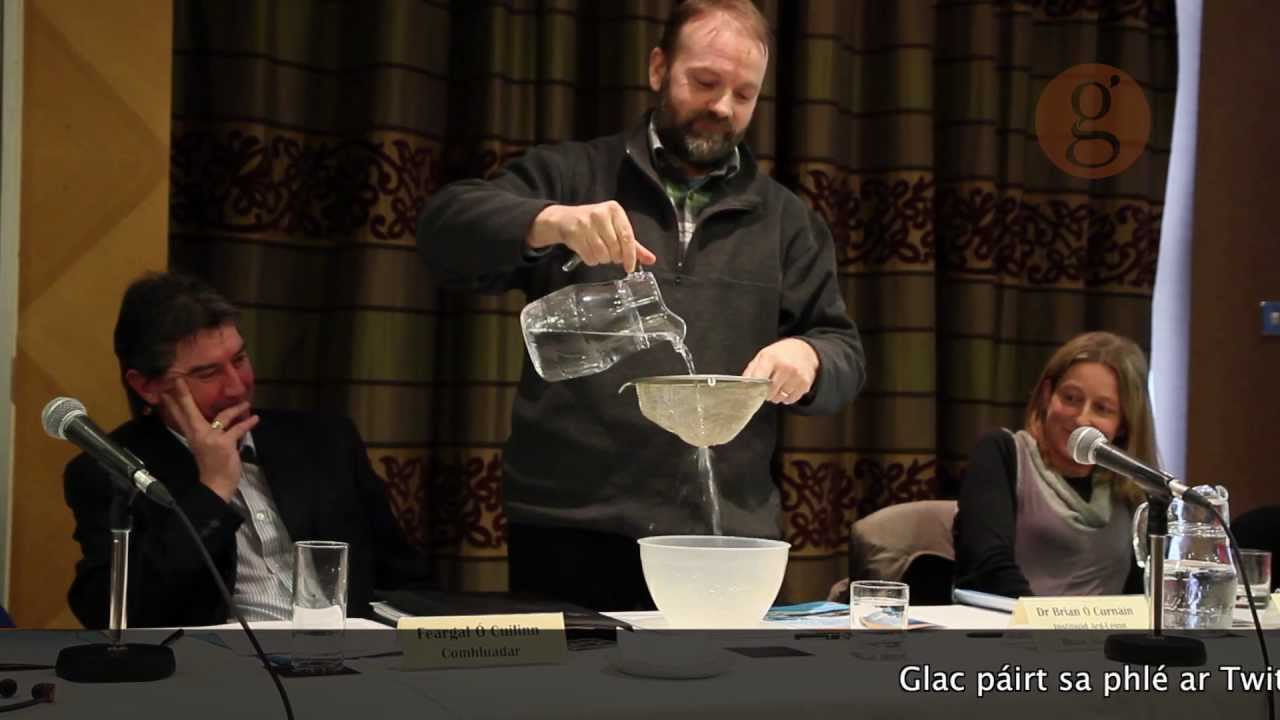 g'
Feargal Ó Cuilinn
Comhluadar
Dr Brian Ó Curnáin
Glac páirt sa phlé ar Twit